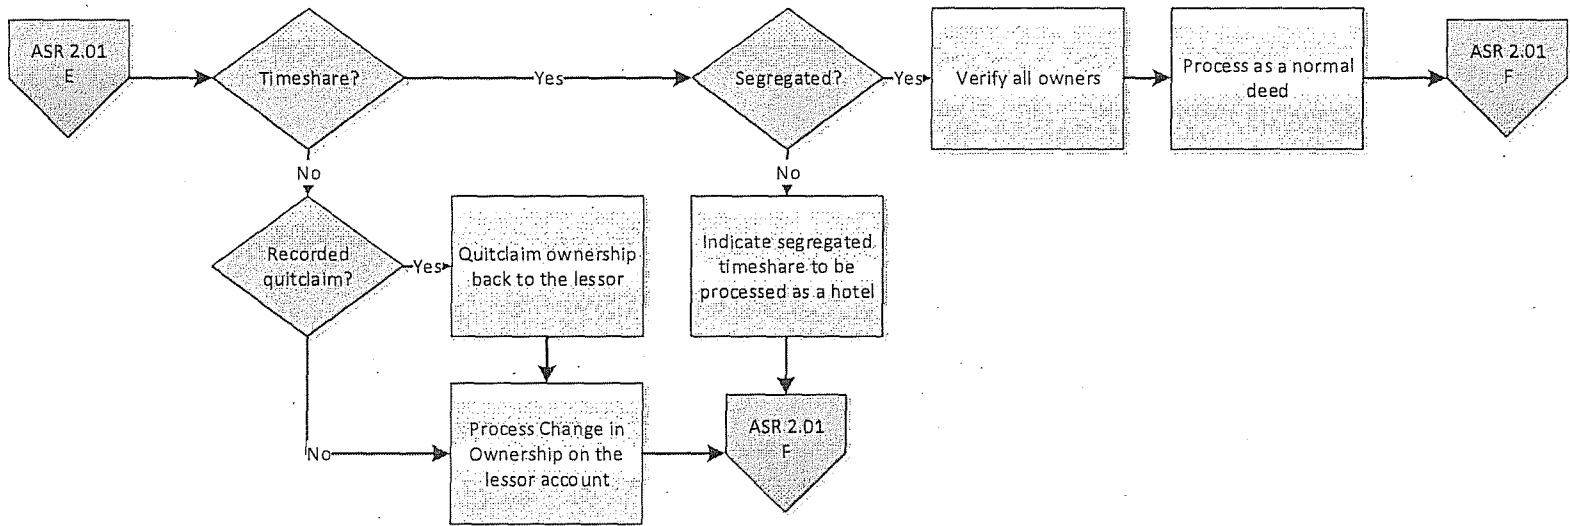 ASR 2.01
E
Timeshare?
Yes
Segregated?
Yes
Verify all owners
Process as a normal
deed
ASR 2.01
F
No
No
Recorded
quitclaim?
Yes
Quitclaim ownership
back to the lessor
Indicate segregated
timeshare to be
processed as a hotel
No
Process Change in
Ownership on the
lessor account
ASR 2.01
F